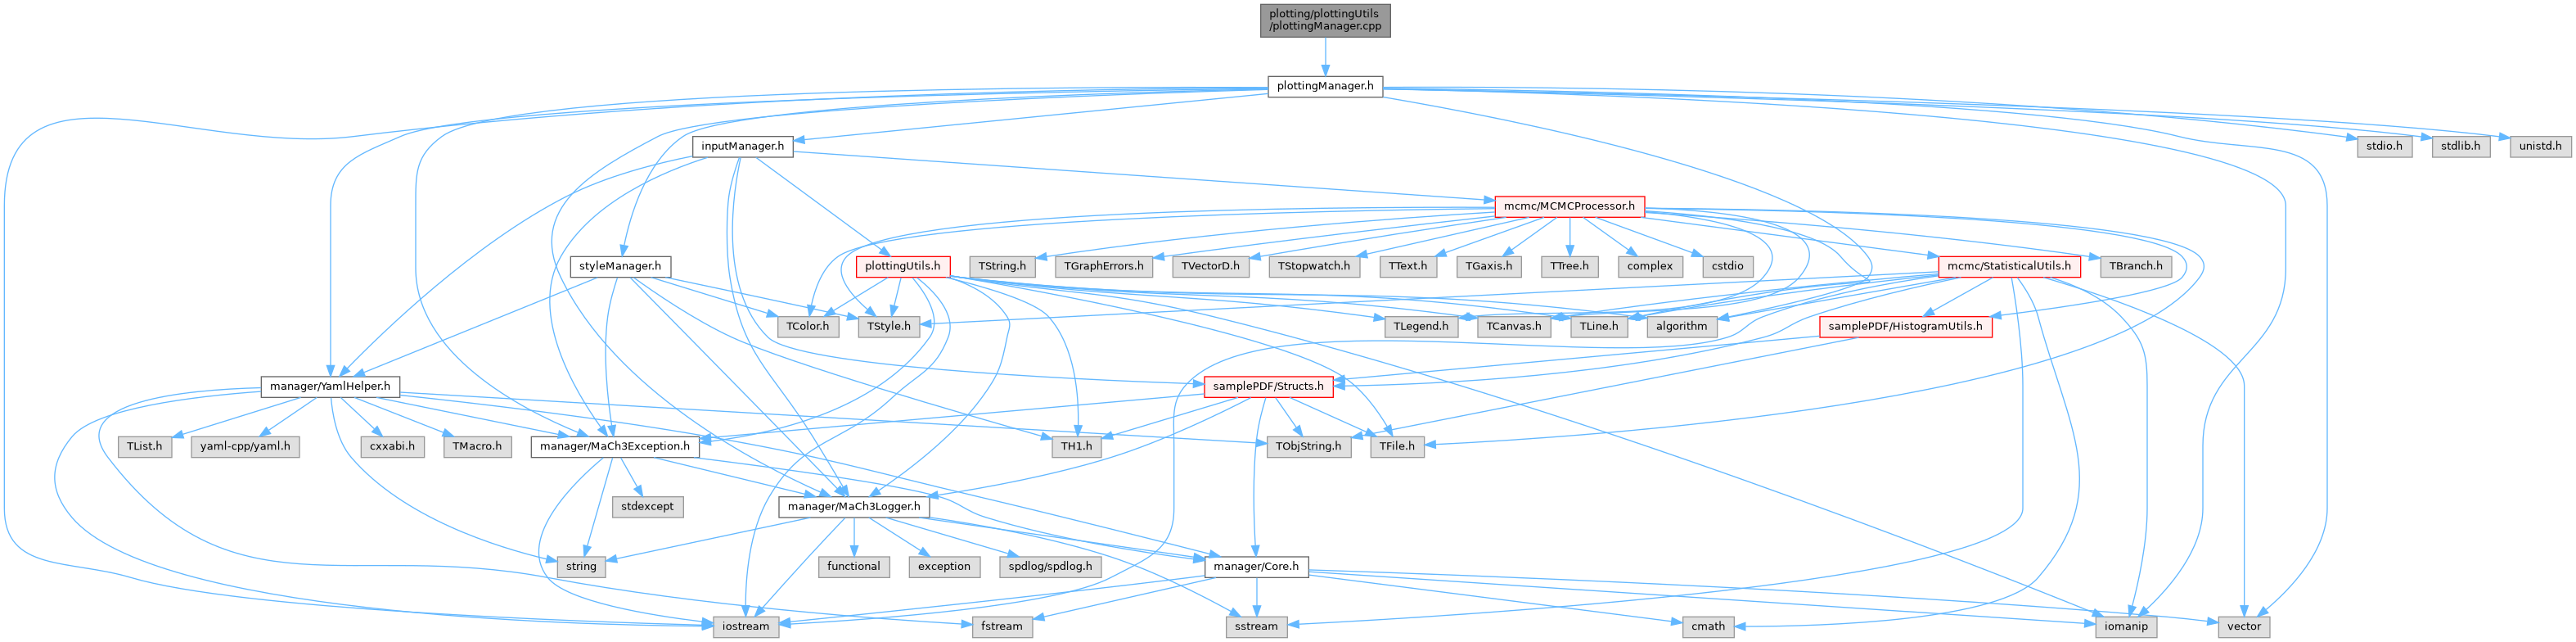 plotting/plottingUtils
/plottingManager.cpp
plottingManager.h
inputManager.h
stdio.h
stdlib.h
unistd.h
mcmc/MCMCProcessor.h
styleManager.h
plottingUtils.h
TString.h
TGraphErrors.h
TVectorD.h
TStopwatch.h
TText.h
TGaxis.h
TTree.h
complex
cstdio
mcmc/StatisticalUtils.h
TBranch.h
TColor.h
TStyle.h
TLegend.h
TCanvas.h
TLine.h
algorithm
samplePDF/HistogramUtils.h
manager/YamlHelper.h
samplePDF/Structs.h
TList.h
yaml-cpp/yaml.h
cxxabi.h
TMacro.h
manager/MaCh3Exception.h
TH1.h
TObjString.h
TFile.h
stdexcept
manager/MaCh3Logger.h
string
functional
exception
spdlog/spdlog.h
manager/Core.h
iostream
fstream
sstream
cmath
iomanip
vector